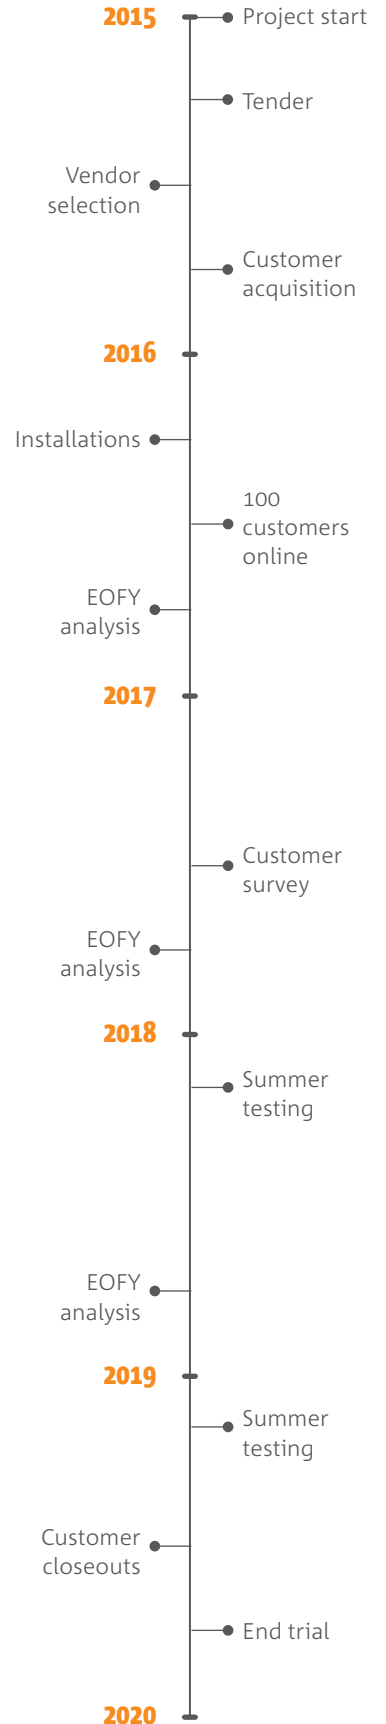 2015
Project start
Tender
Vendor
selection
Customer
acquisition
2016
Installations
100
customers
online
EOFY
analysis
2017
Customer
survey
EOFY
analysis
2018
Summer
testing
EOFY
analysis
2019
Summer
testing
Customer
closeouts
End trial
2020